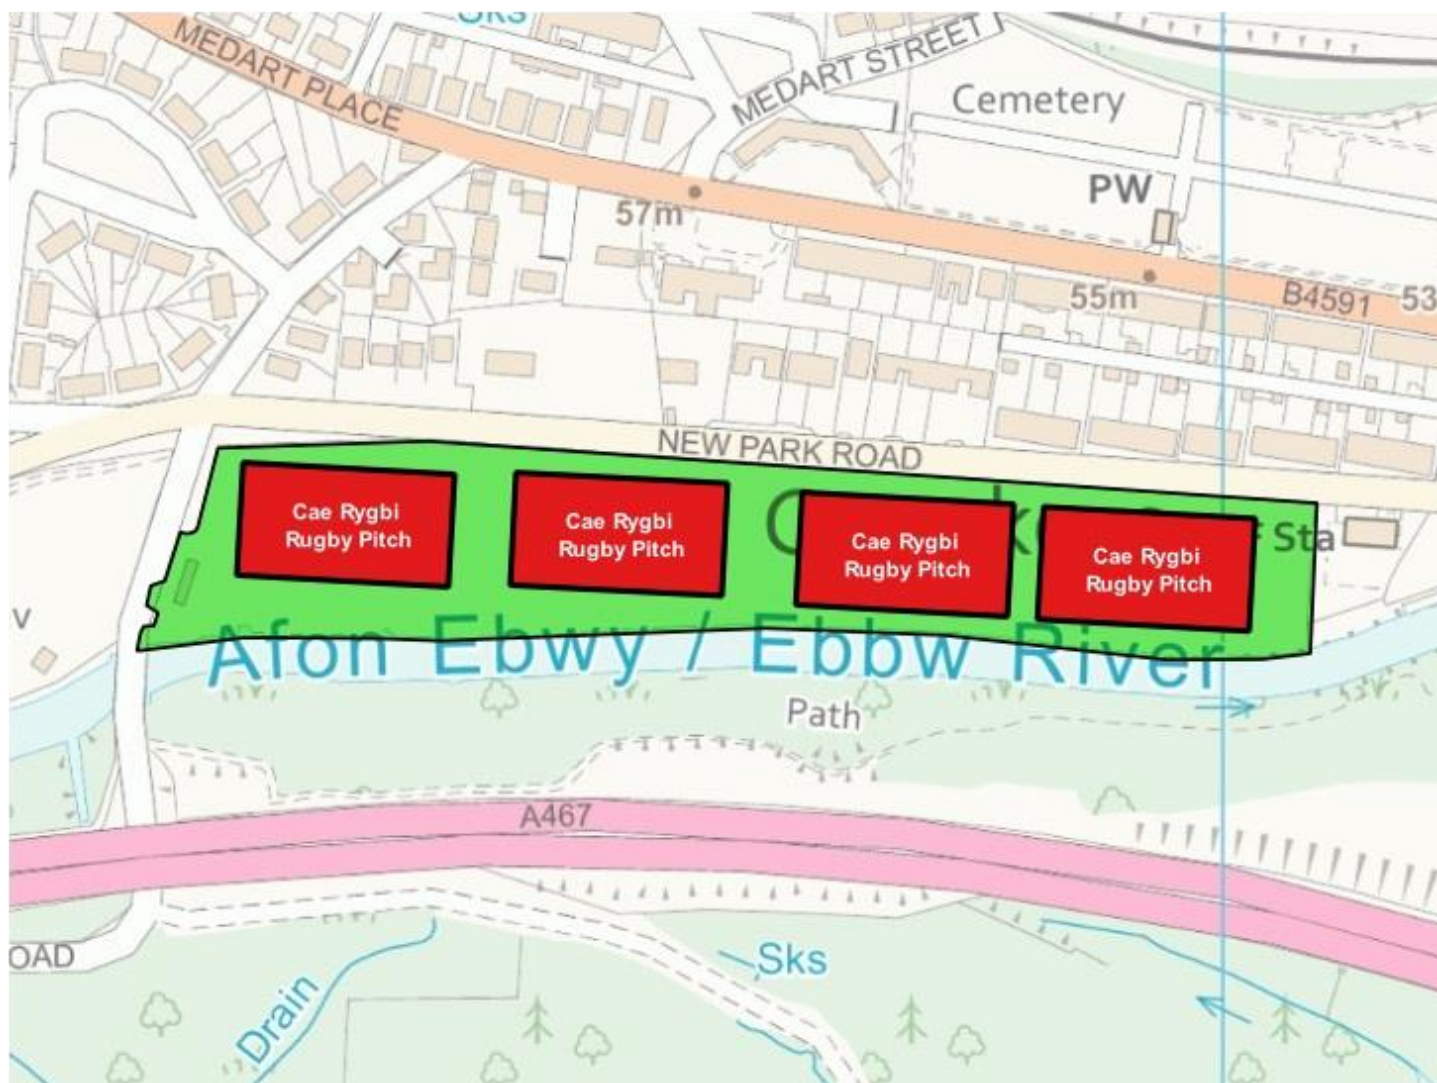 Sks
MEDART PLACE
MEDART STREET
Cemetery
PW
57m
55m
B4591
53
NEW PARK ROAD
Cae Rygbi
Rugby Pitch
Cae Rygbi
Rugby Pitch
Cae Rygbi
Rugby Pitch
Cae Rygbi
Rugby Pitch
Sta
Afon Ebwy / Ebbw River
Path
A467
OAD
Sks
Drain